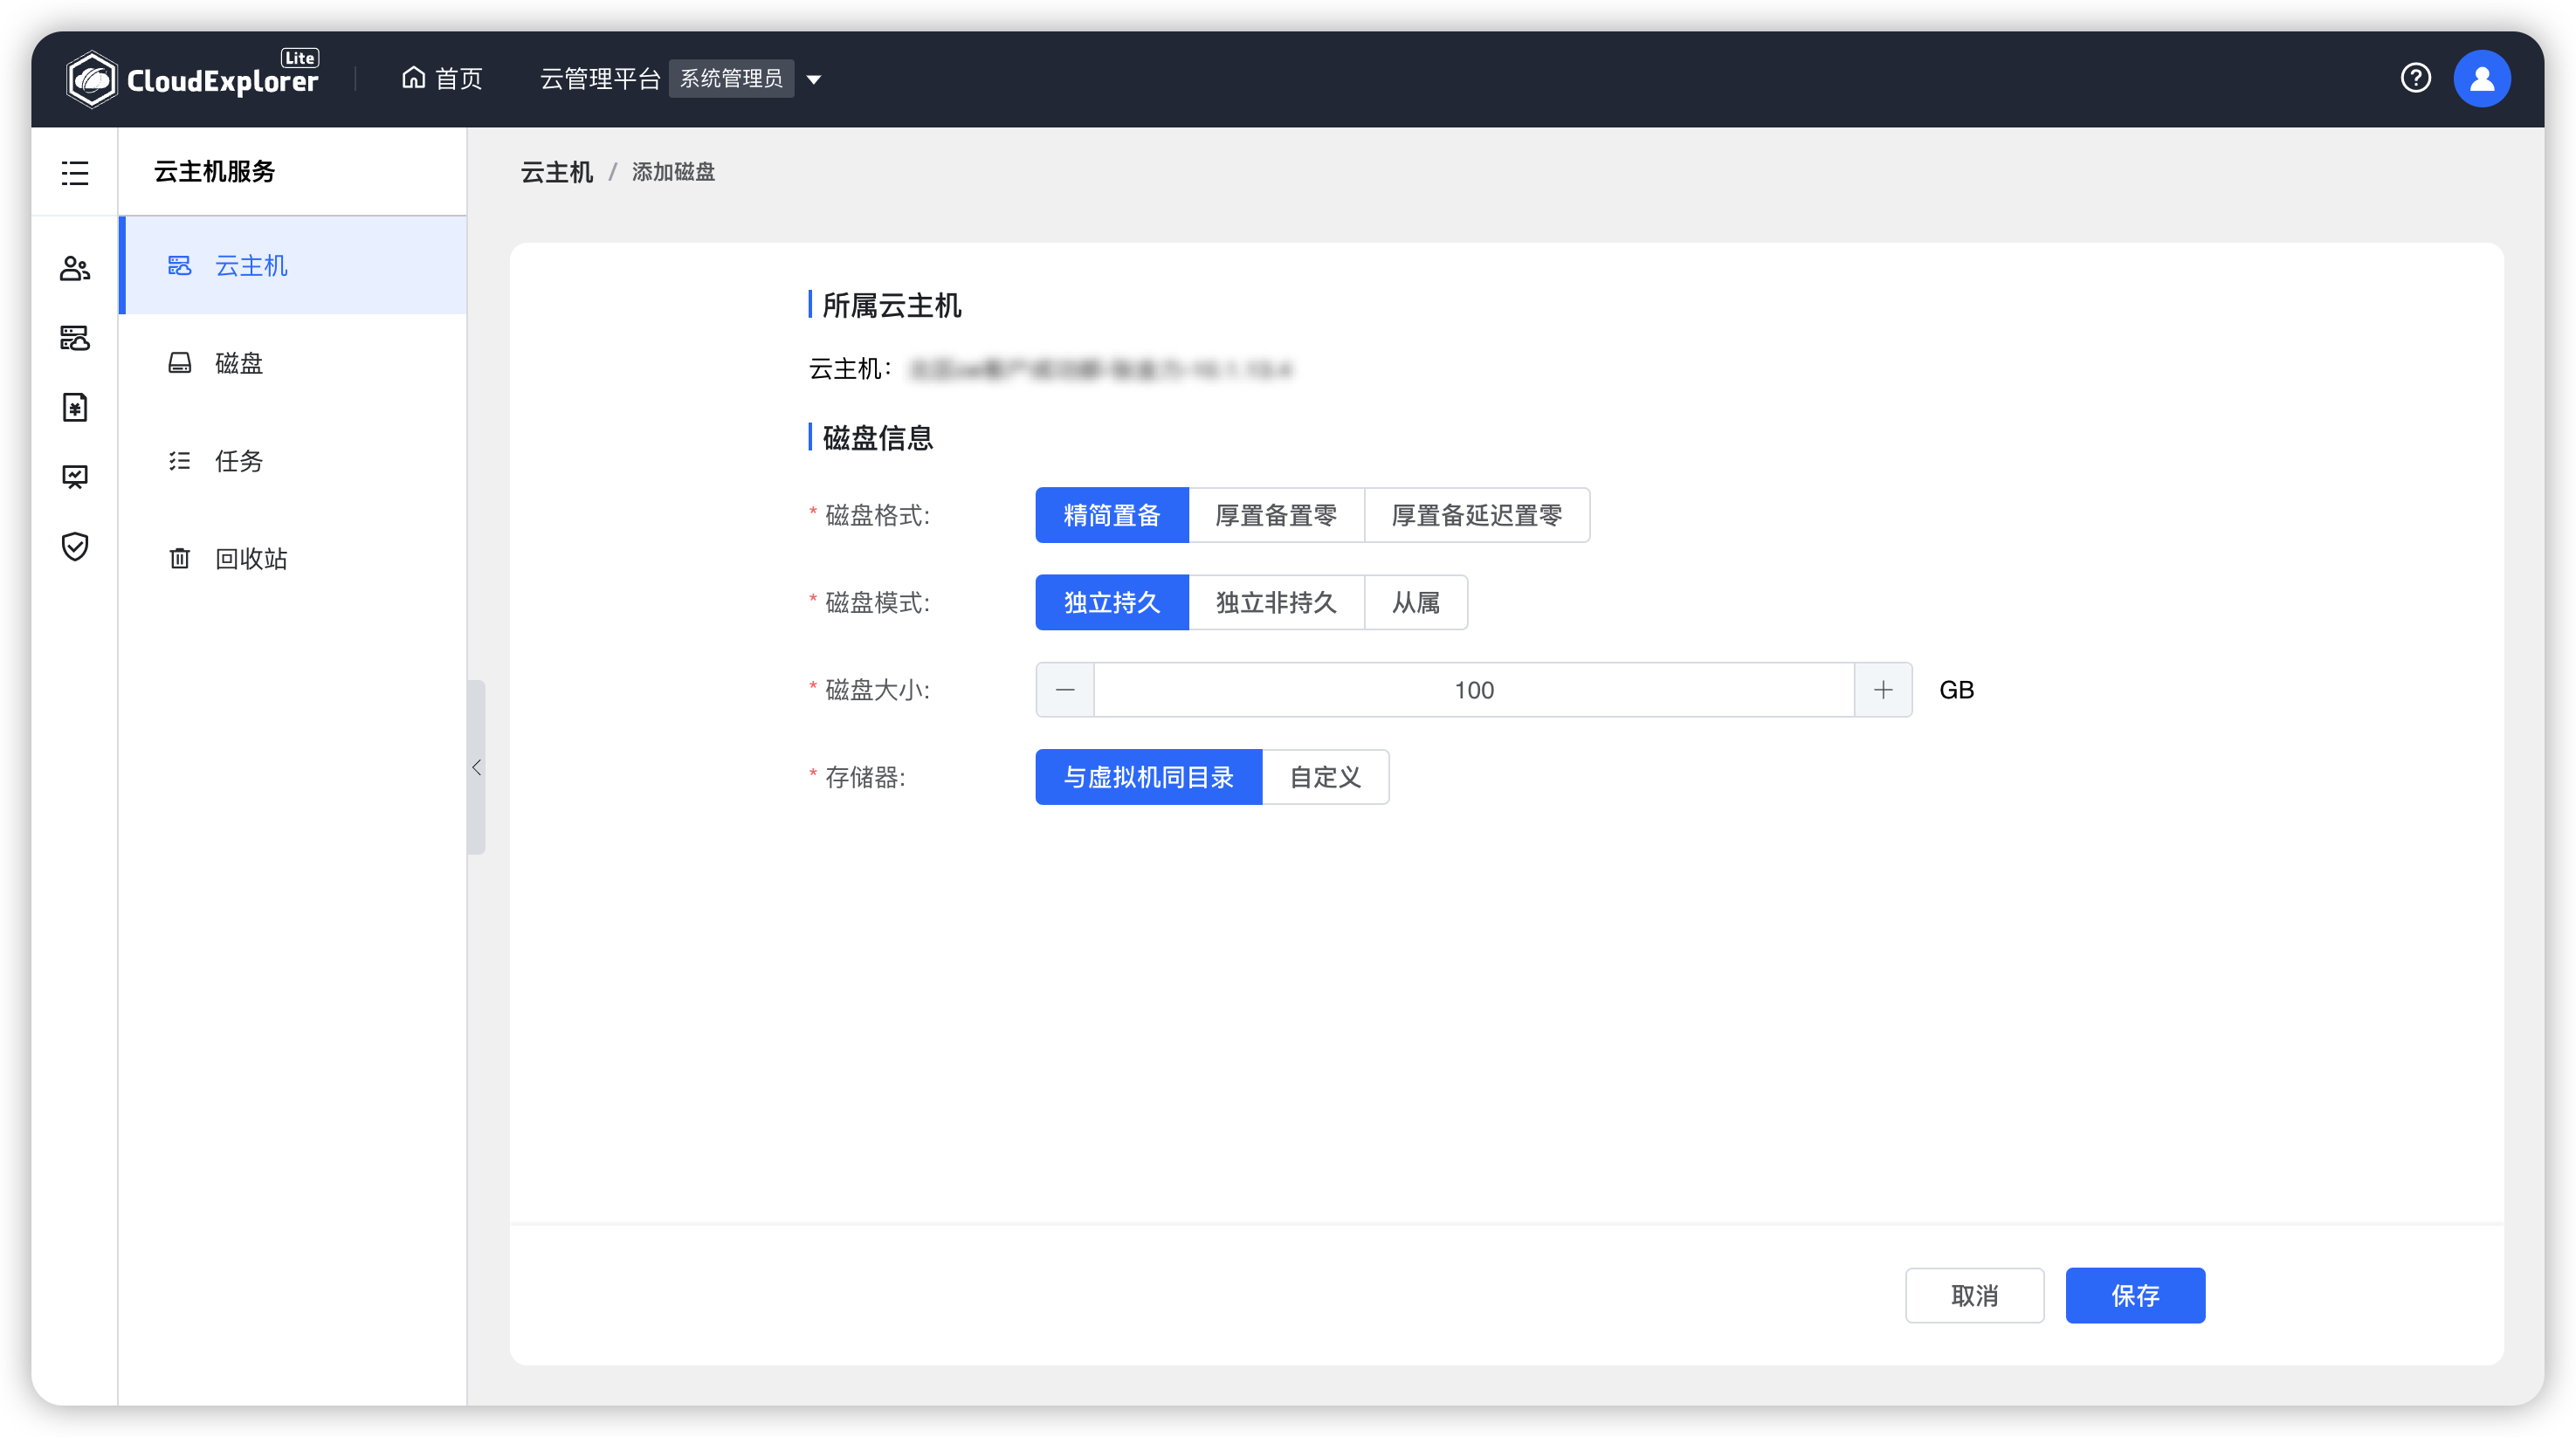 CloudExplorer Lite
首页
云管理平台 系统管理员
云主机服务
云主机
磁盘
任务
回收站
云主机 / 添加磁盘
所属云主机
云主机：
磁盘信息
* 磁盘格式: 精简置备 厚置备置零 厚置备延迟置零
* 磁盘模式: 独立持久 独立非持久 从属
* 磁盘大小: 100 GB
* 存储器: 与虚拟机同目录 自定义
取消 保存